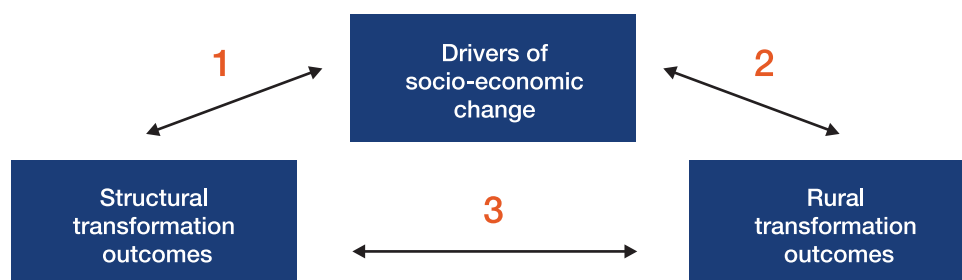 1
Drivers of
socio-economic
change
2
Structural
transformation
outcomes
3
Rural
transformation
outcomes